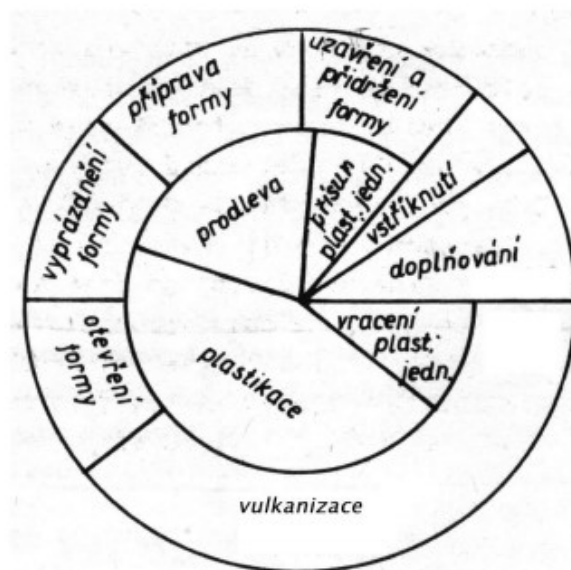 příprava
formy
uzavření a
přidržení
formy
přísun
plast. jedn.
vstříknutí
doplňování
vracení
plast.
jedn.
vulkanizace
otevření
formy
vyprázdnění
formy
prodleva
plastikace